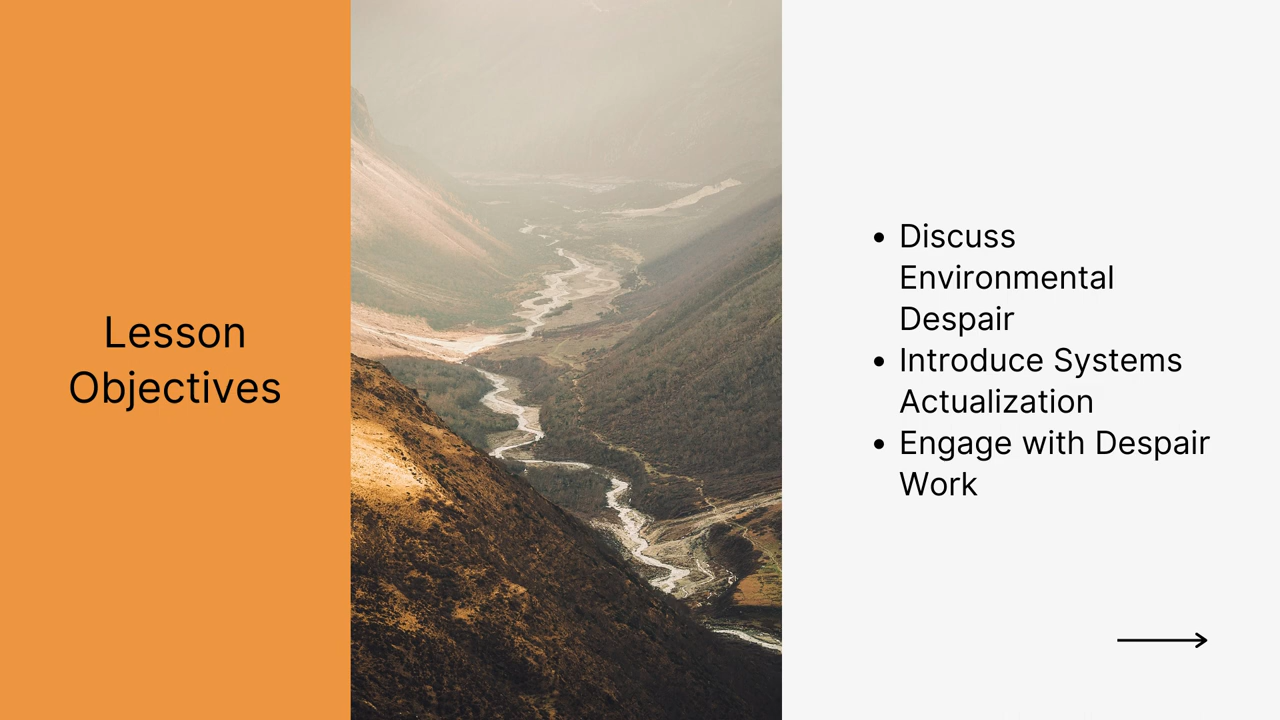 Lesson
Objectives
• Discuss
Environmental
Despair
• Introduce Systems
Actualization
• Engage with Despair
Work